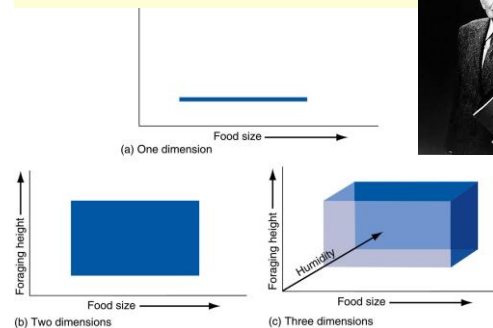 Food size
(a) One dimension
Foraging height
Food size
(b) Two dimensions
Foraging height
Humidity
Food size
(c) Three dimensions